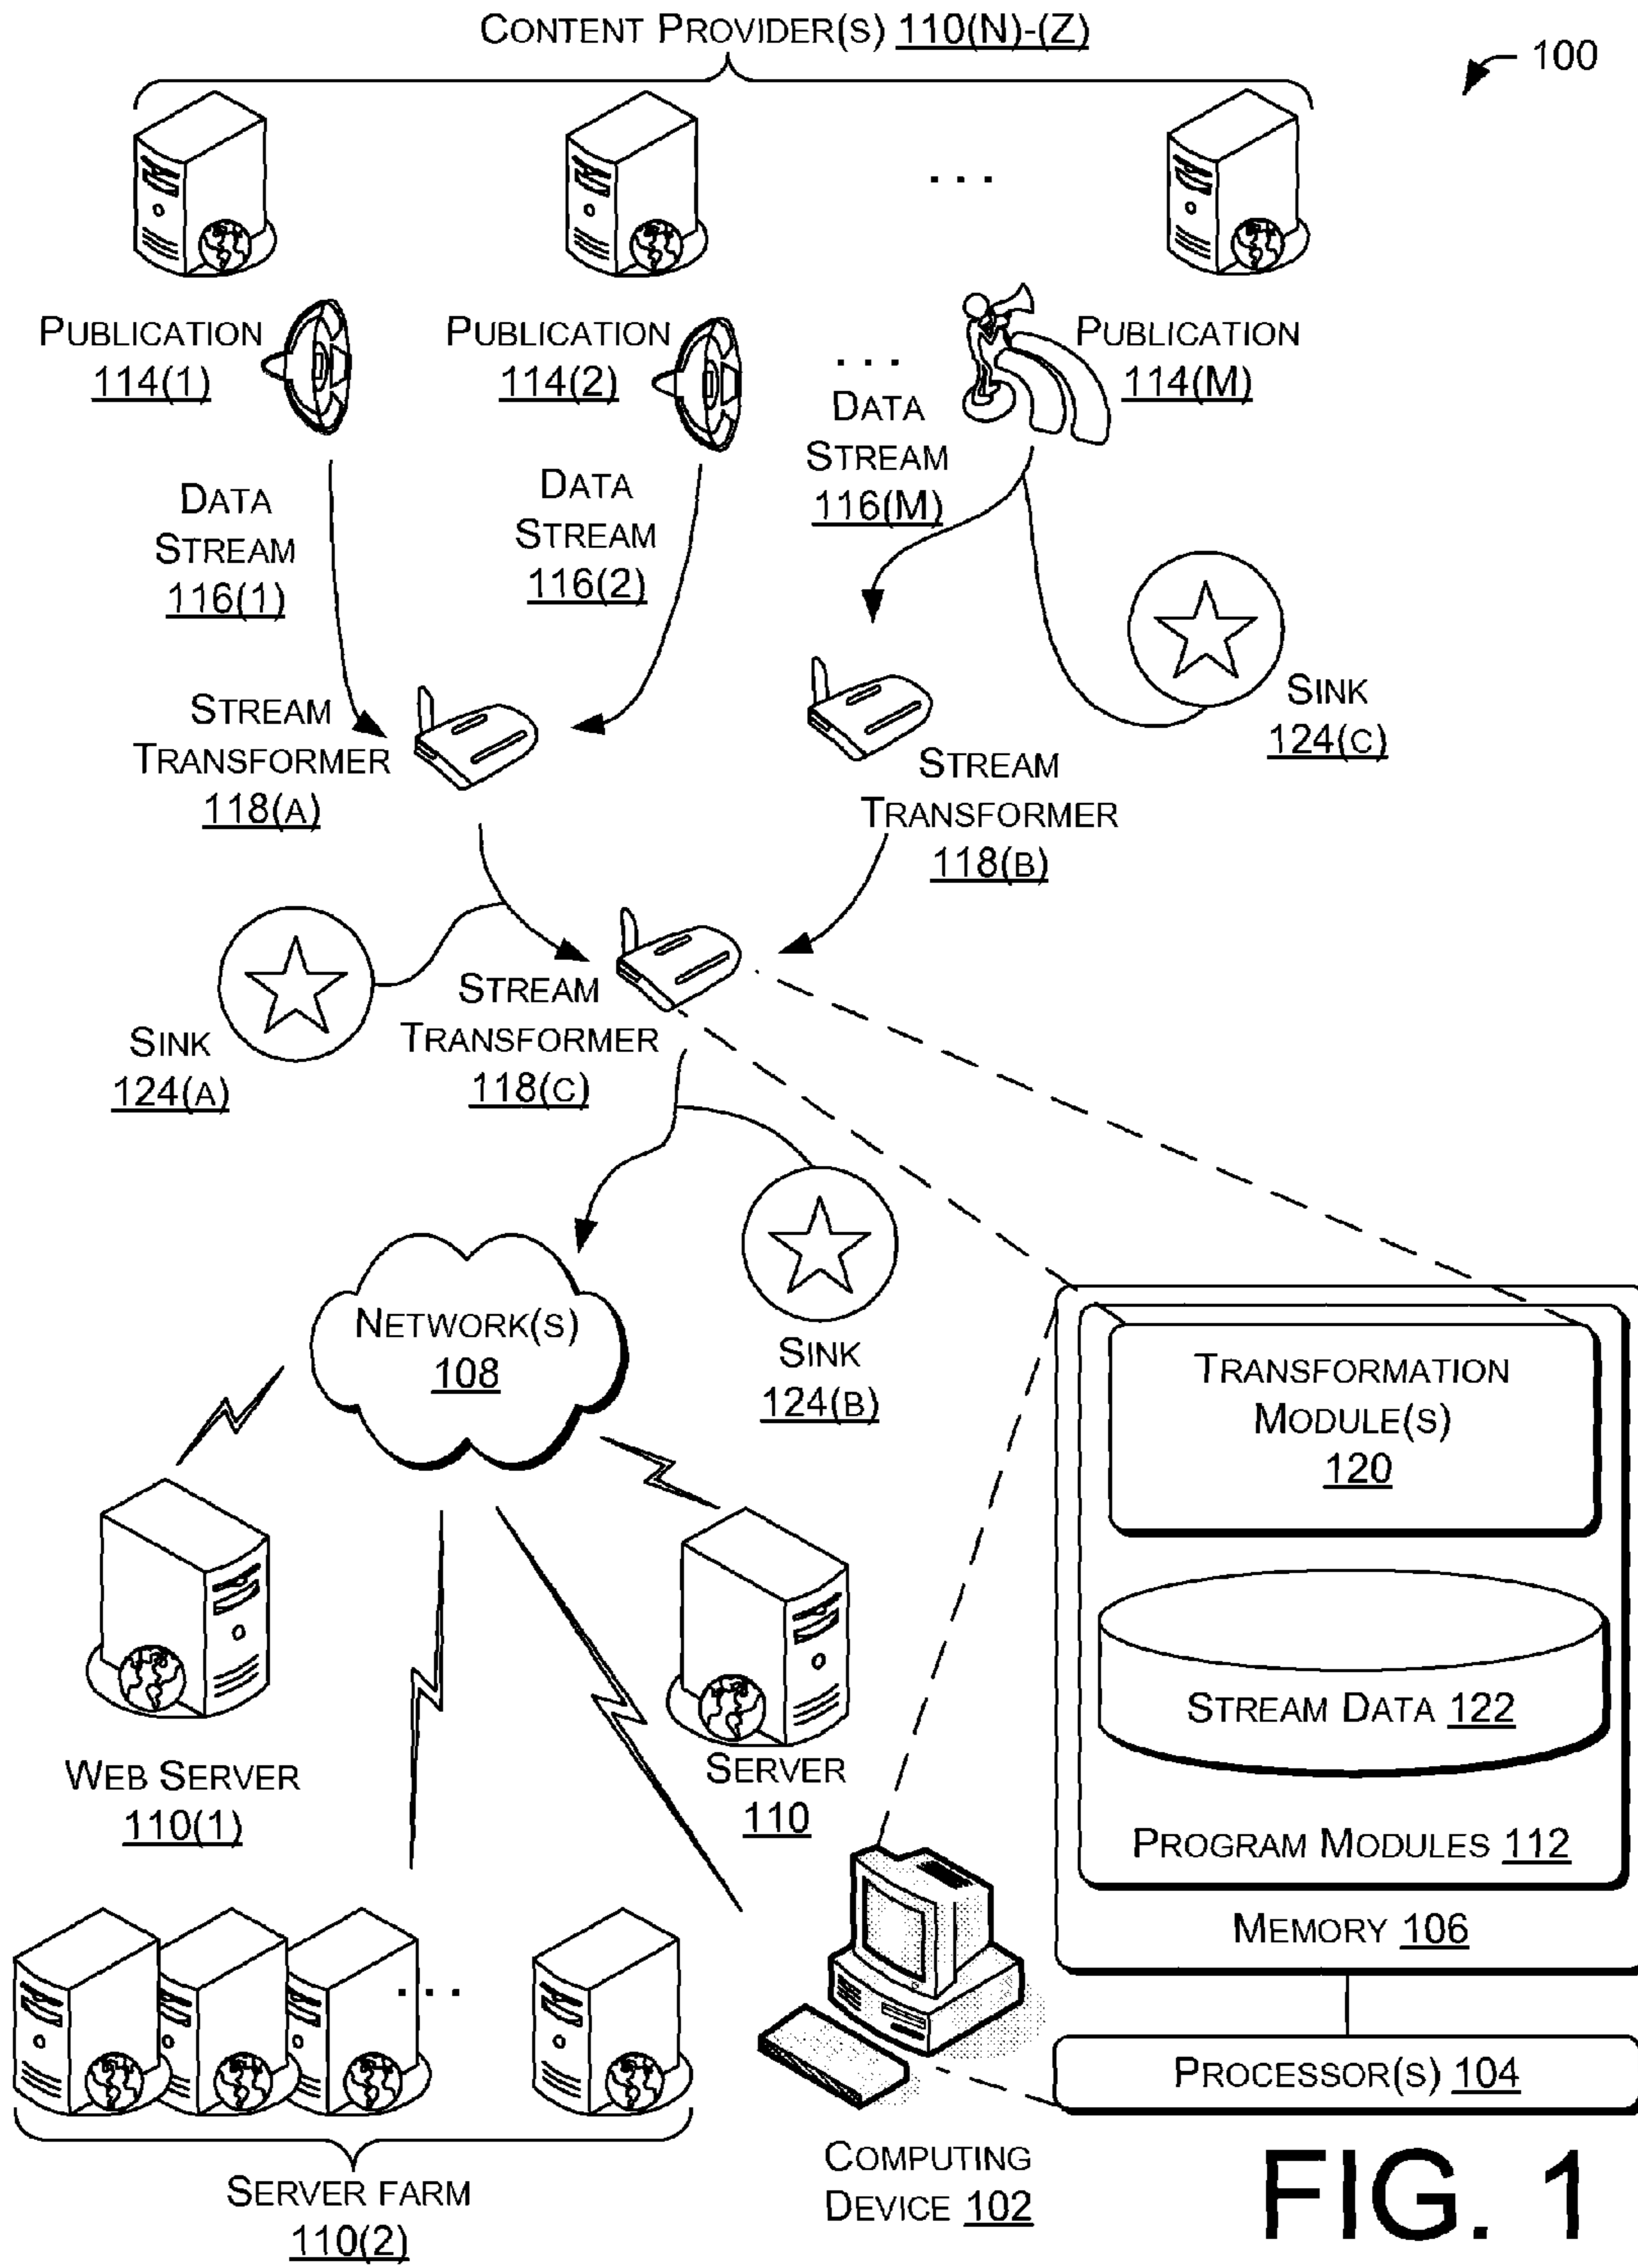 CONTENT PROVIDER(S) 110(N)-(Z)
100
PUBLICATION
114(1)
PUBLICATION
114(2)
. . .
PUBLICATION
114(M)
. . .
DATA
STREAM
116(1)
DATA
STREAM
116(2)
DATA
STREAM
116(M)
STREAM
TRANSFORMER
118(A)
STREAM
TRANSFORMER
118(B)
SINK
124(C)
SINK
124(A)
STREAM
TRANSFORMER
118(C)
NETWORK(S)
108
SINK
124(B)
TRANSFORMATION
MODULE(S)
120
STREAM DATA 122
PROGRAM MODULES 112
MEMORY 106
PROCESSOR(S) 104
WEB SERVER
110(1)
SERVER
110
. . .
SERVER FARM
110(2)
COMPUTING
DEVICE 102
FIG. 1